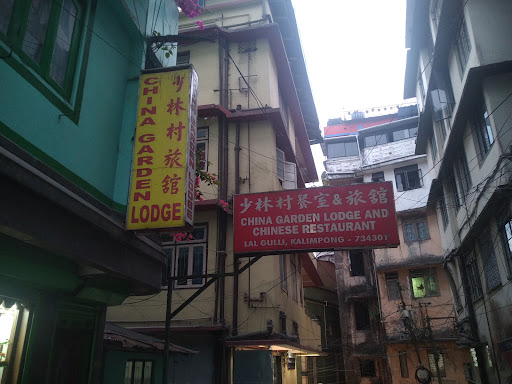 CHINA GARDEN
少林村旅舘
LODGE
少林村餐室&旅舘
CHINA GARDEN LODGE AND
CHINESE RESTAURANT
LAL GULLI, KALIMPONG - 734301